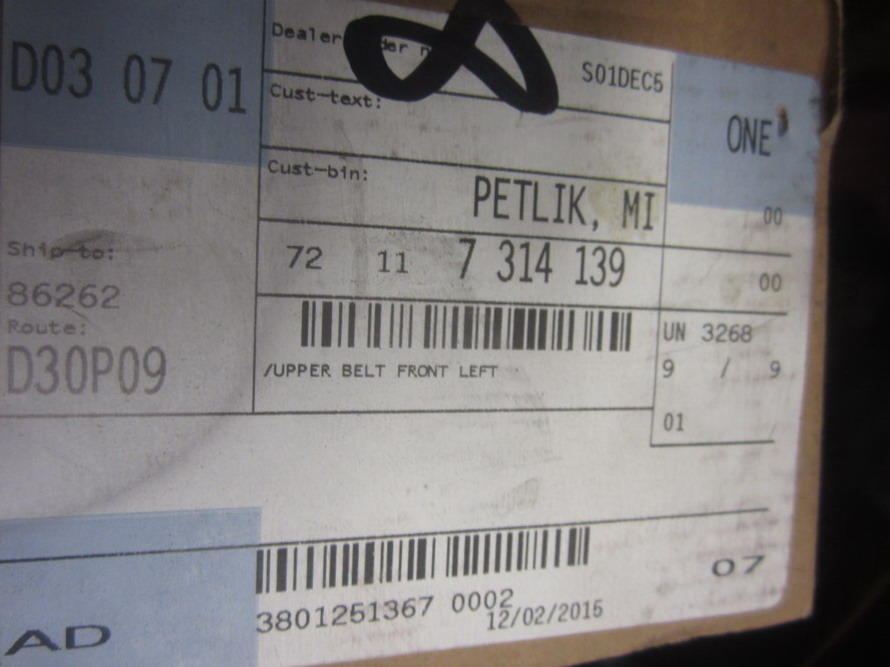 D03 07 01
Dealer der n
S01DEC5
Cust-text:
ONE
Cust-bin:
PETLIK, MI
00
Ship to:
86262
72 11 7 314 139
00
Route:
D30P09
/UPPER BELT FRONT LEFT
UN 3268
9 / 9
01
3801251367 0002
12/02/2015
07
AD